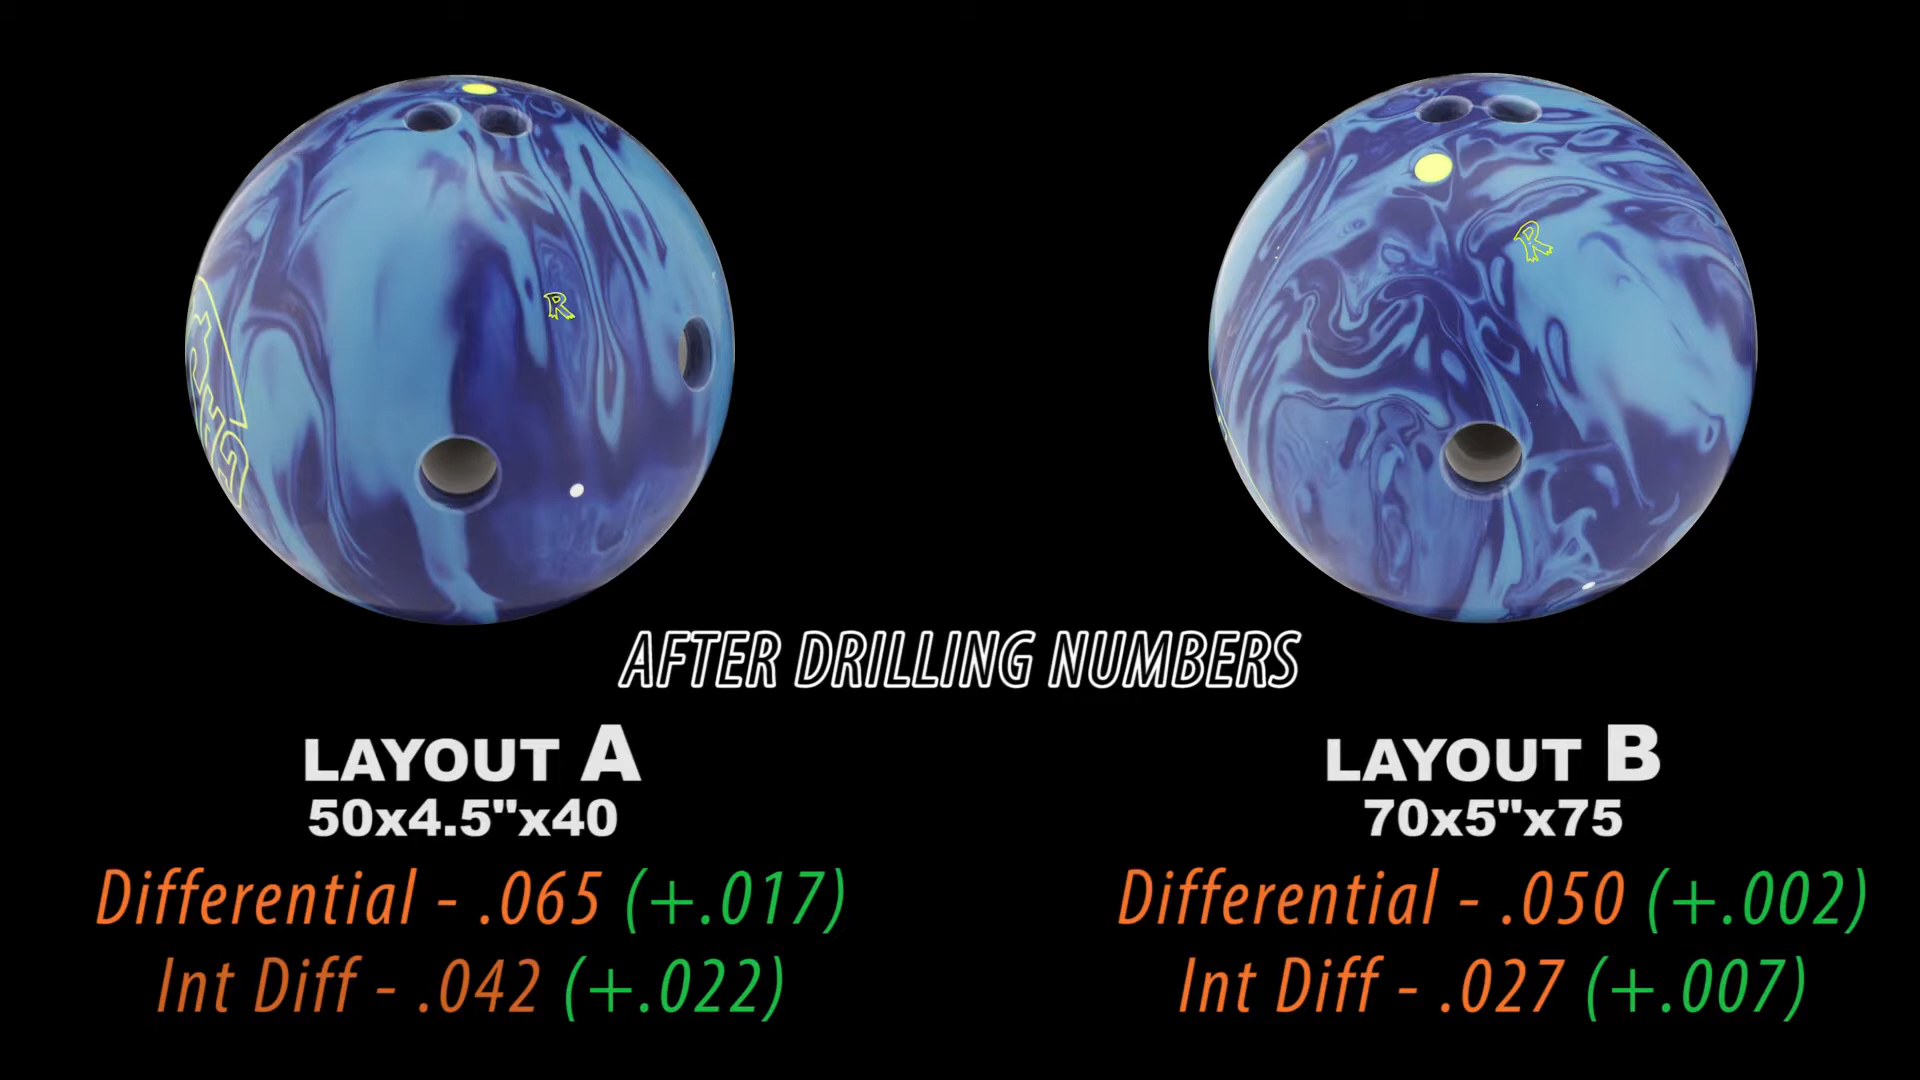 R
R
AFTER DRILLING NUMBERS
LAYOUT A
50x4.5"x40
Differential - .065 (+.017)
Int Diff - .042 (+.022)
LAYOUT B
70x5"x75
Differential - .050 (+.002)
Int Diff - .027 (+.007)